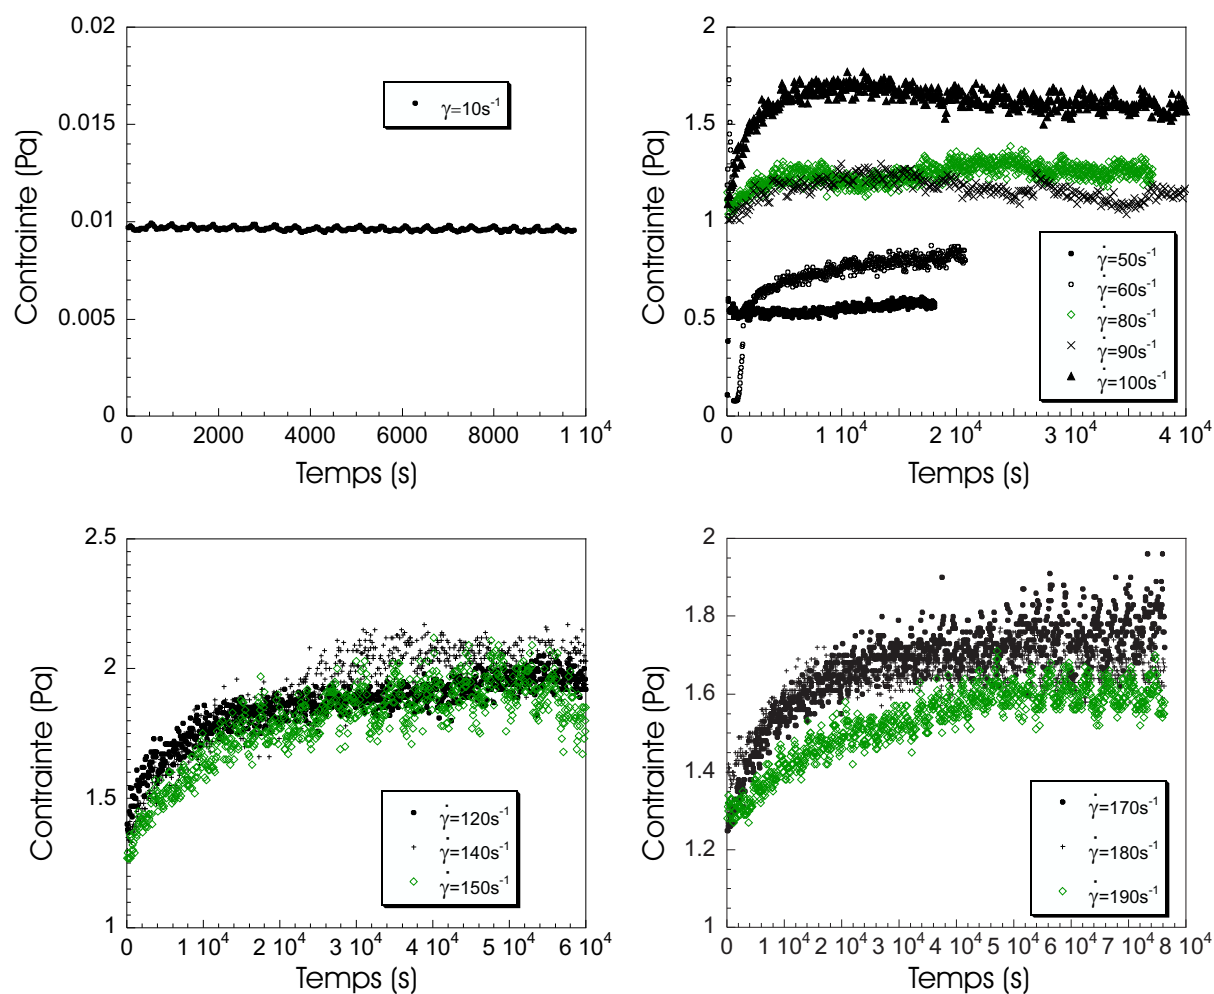 0.02
0.015
0.01
0.005
0
Contrainte (Pa)
γ̇=10s⁻¹
0 2000 4000 6000 8000 1 10⁴
Temps (s)
2
1.5
1
0.5
0
Contrainte (Pa)
γ̇=50s⁻¹
γ̇=60s⁻¹
γ̇=80s⁻¹
γ̇=90s⁻¹
γ̇=100s⁻¹
0 1 10⁴ 2 10⁴ 3 10⁴ 4 10⁴
Temps (s)
2.5
2
1.5
1
Contrainte (Pa)
γ̇=120s⁻¹
γ̇=140s⁻¹
γ̇=150s⁻¹
0 1 10⁴ 2 10⁴ 3 10⁴ 4 10⁴ 5 10⁴ 6 10⁴
Temps (s)
2
1.8
1.6
1.4
1.2
1
Contrainte (Pa)
γ̇=170s⁻¹
γ̇=180s⁻¹
γ̇=190s⁻¹
0 1 10⁴ 2 10⁴ 3 10⁴ 4 10⁴ 5 10⁴ 6 10⁴ 7 10⁴ 8 10⁴
Temps (s)